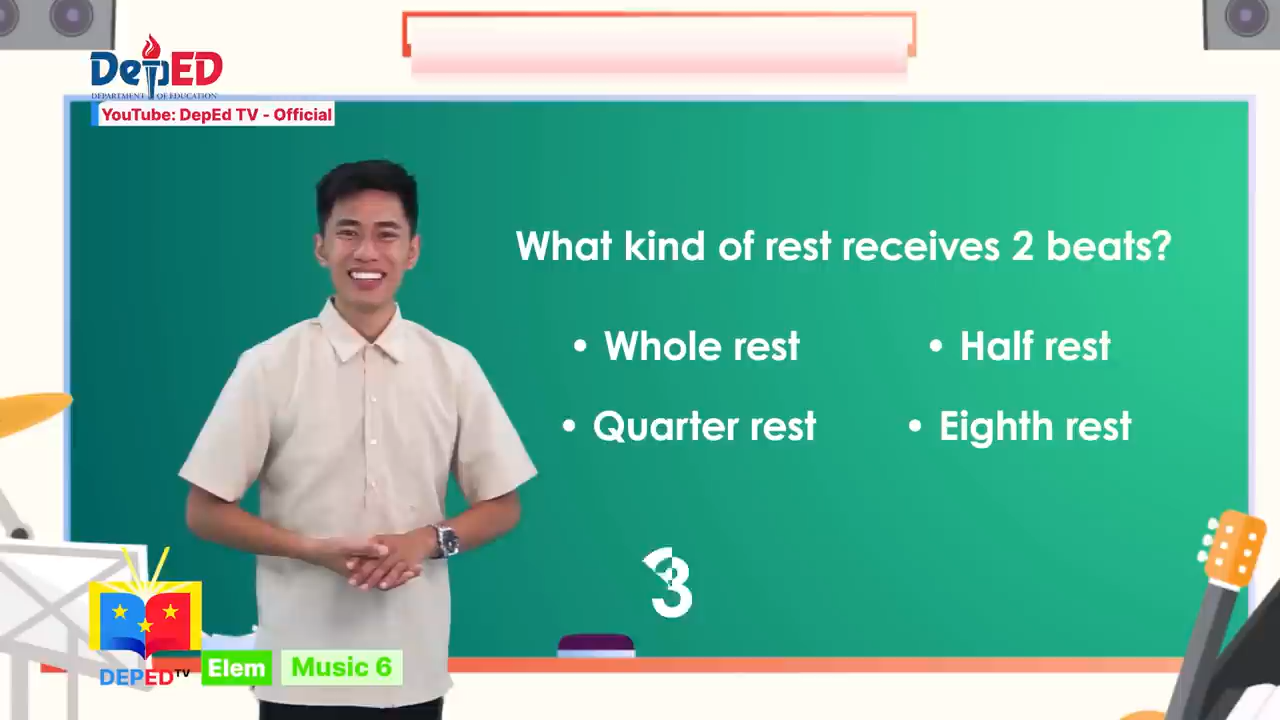 DepED
DEPARTMENT OF EDUCATION
YouTube: DepEd TV - Official
What kind of rest receives 2 beats?
• Whole rest
• Half rest
• Quarter rest
• Eighth rest
3
DEPED TV
Elem
Music 6